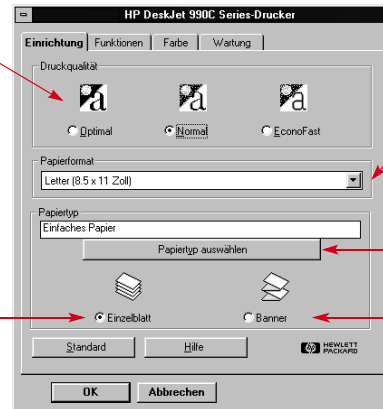 HP DeskJet 990C Series-Drucker
Einrichtung Funktionen Farbe Wartung
Druckqualität
Optimal Normal EconoFast
Papierformat
Letter (8.5 x 11 Zoll)
Papiertyp
Einfaches Papier
Papiertyp auswählen
Einzelblatt Banner
Standard Hilfe hp HEWLETT
PACKARD
OK Abbrechen